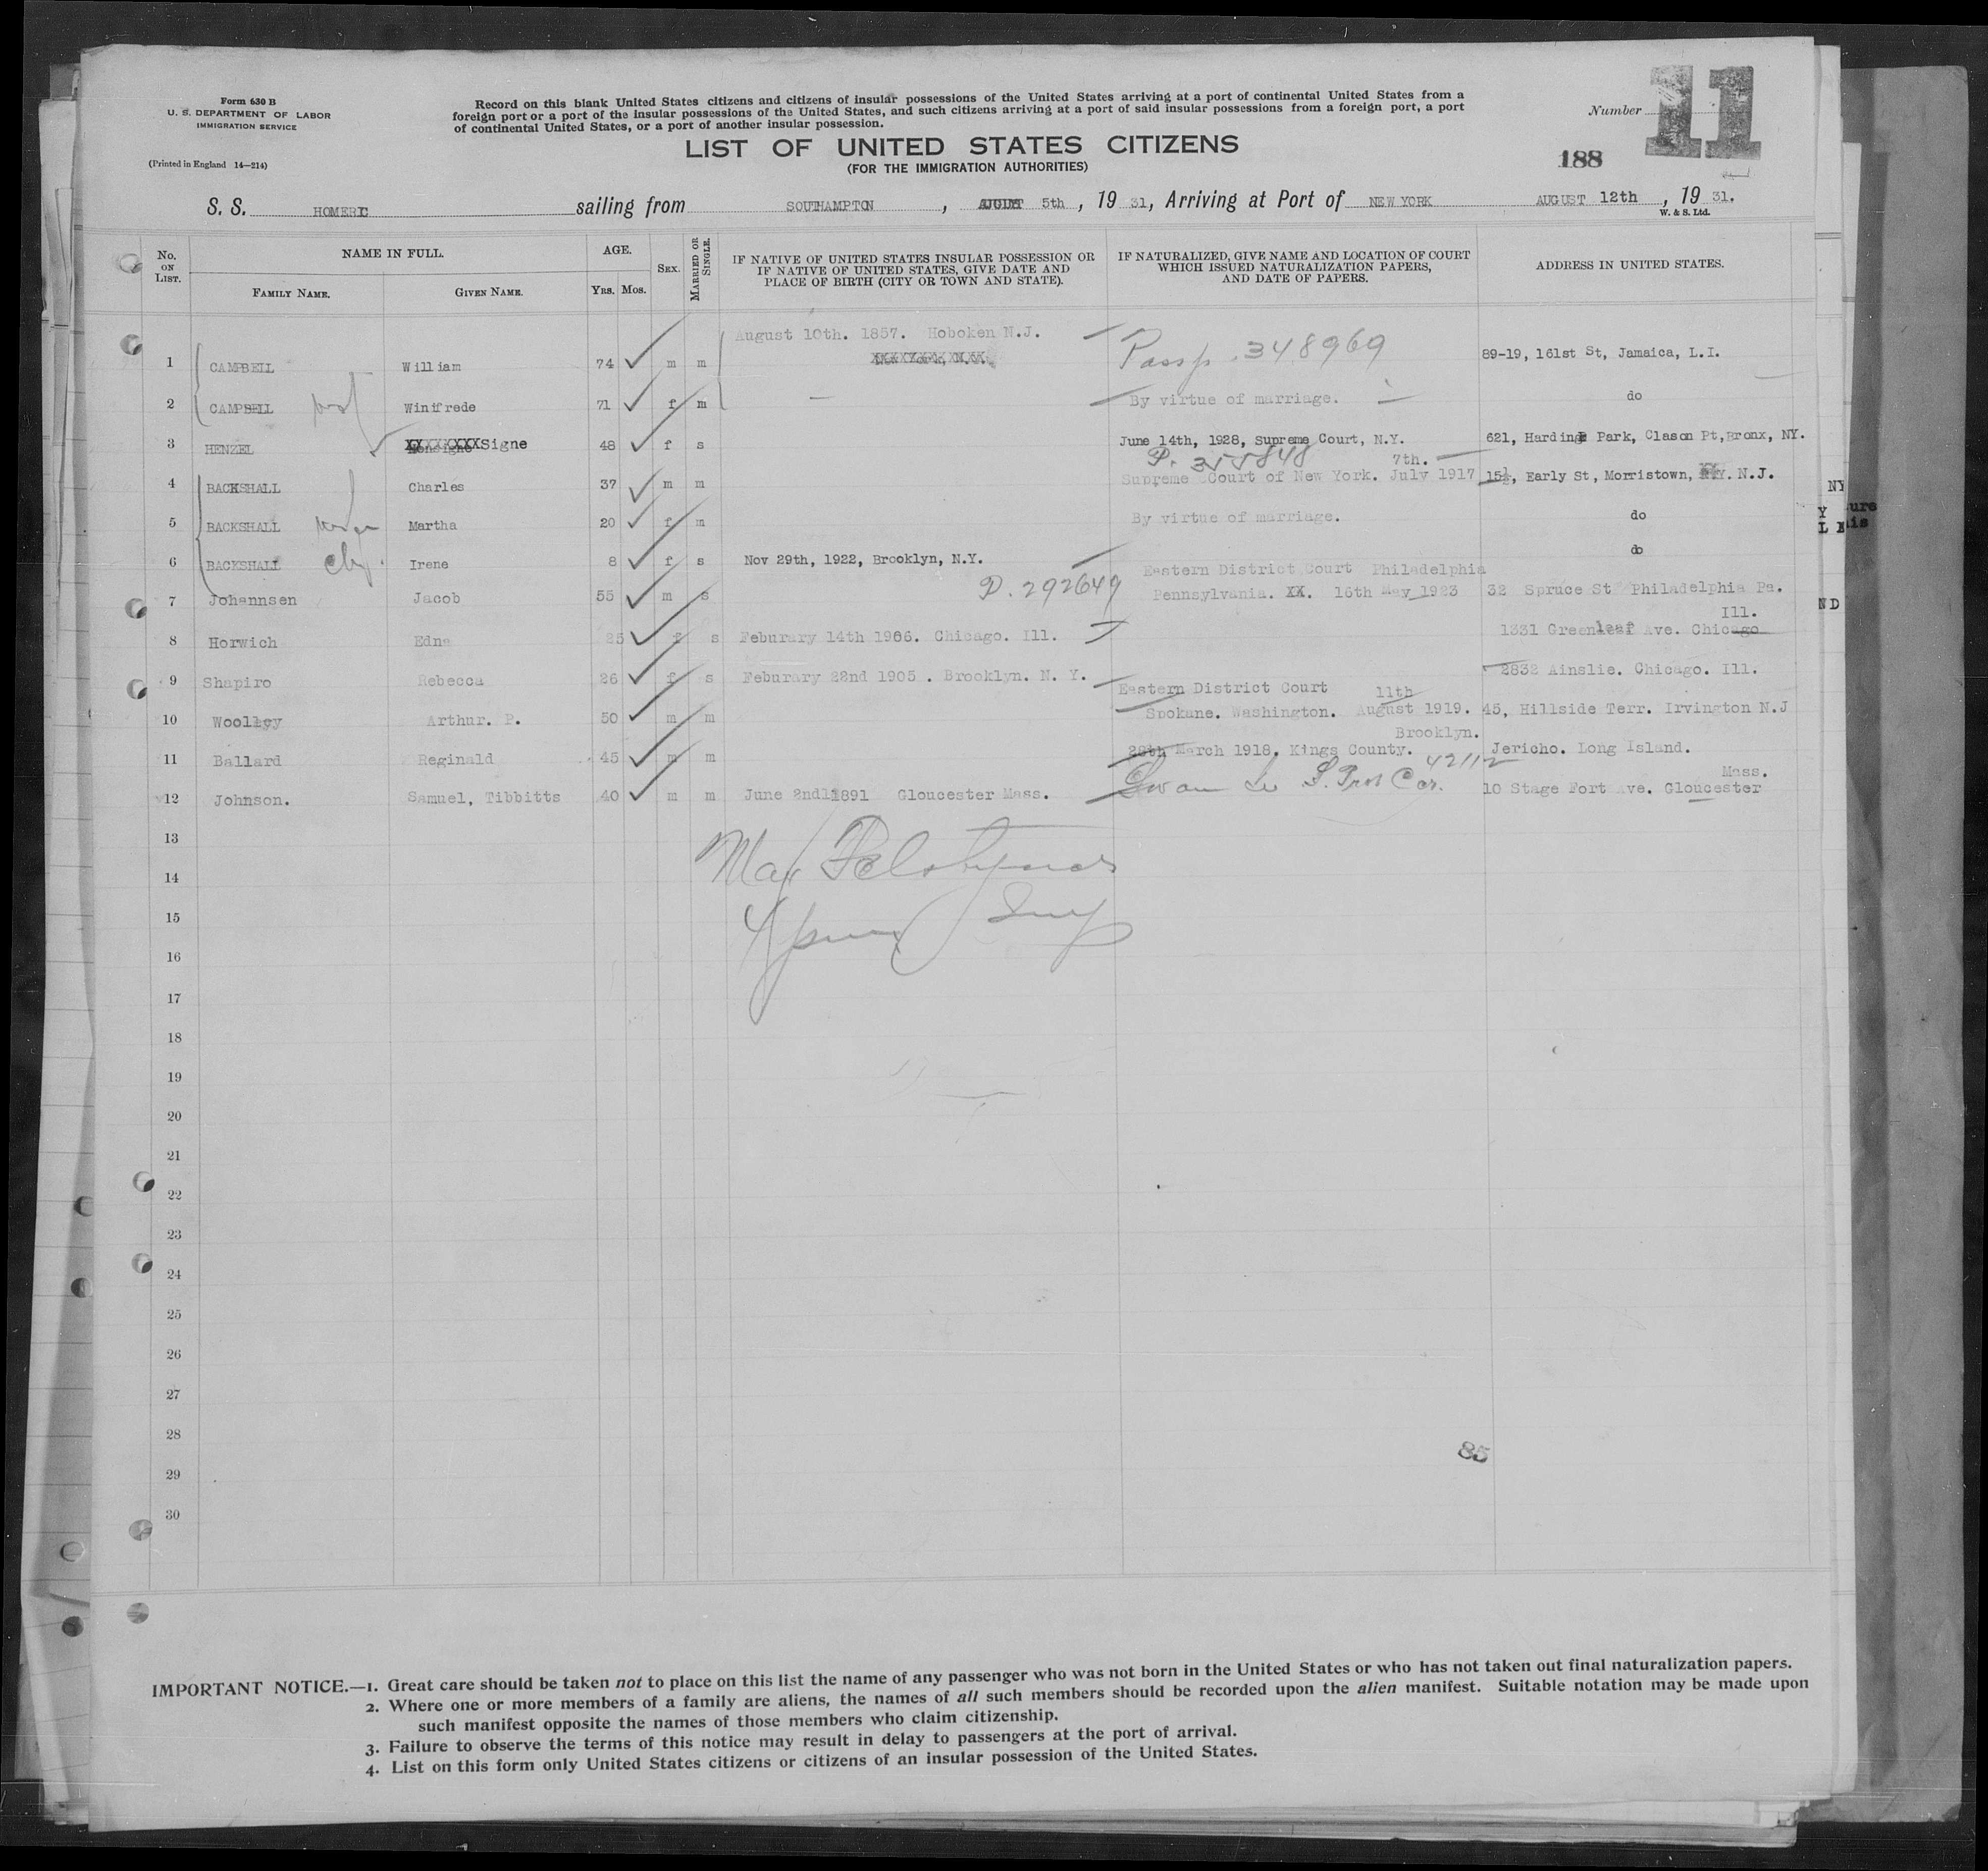 Form 630 B
U. S. DEPARTMENT OF LABOR
IMMIGRATION SERVICE
(Printed in England 14—214)
Record on this blank United States citizens and citizens of insular possessions of the United States arriving at a port of continental United States from a
foreign port or a port of the insular possessions of the United States, and such citizens arriving at a port of said insular possessions from a foreign port, a port
of continental United States, or a port of another insular possession.
Number 11
LIST OF UNITED STATES CITIZENS
(FOR THE IMMIGRATION AUTHORITIES)
188
S. S. HOMERIC sailing from SOUTHAMPTON, AUGUST 5th, 19 31, Arriving at Port of NEW YORK AUGUST 12th, 19 31.
W. & S. Ltd.
No. ON LIST. NAME IN FULL. FAMILY NAME. GIVEN NAME. AGE. YRS. MOS. SEX. MARRIED OR SINGLE. IF NATIVE OF UNITED STATES INSULAR POSSESSION OR IF NATIVE OF UNITED STATES, GIVE DATE AND PLACE OF BIRTH (CITY OR TOWN AND STATE). IF NATURALIZED, GIVE NAME AND LOCATION OF COURT WHICH ISSUED NATURALIZATION PAPERS, AND DATE OF PAPERS. ADDRESS IN UNITED STATES.
August 10th. 1857. Hoboken N.J.
1 CAMPBELL William 74 m m Passp. 348969 89-19, 161st St, Jamaica, L.I.
2 CAMPBELL Winifrede 71 f m — By virtue of marriage. do
3 HENZEL Signe 48 f s June 14th, 1928, Supreme Court, N.Y. 621, Harding Park, Clason Pt, Bronx, NY.
P. 355848 7th.
4 BACKSHALL Charles 37 m m Supreme Court of New York. July 1917 15½, Early St, Morristown, N.J.
5 BACKSHALL Martha 20 f m By virtue of marriage. do
6 BACKSHALL Irene 8 f s Nov 29th, 1922, Brooklyn, N.Y. do
Eastern District Court Philadelphia
7 Johannsen Jacob 55 m s P. 292649 Pennsylvania. XX. 16th May 1923 32 Spruce St Philadelphia Pa.
Ill.
8 Horwich Edna 25 f s Feburary 14th 1906. Chicago. Ill. 1331 Greenleaf Ave. Chicago
9 Shapiro Rebecca 26 f s Feburary 22nd 1905. Brooklyn. N. Y. 2832 Ainslie. Chicago. Ill.
Eastern District Court 11th
10 Woolley Arthur. P. 50 m m Spokane. Washington. August 1919. 45, Hillside Terr. Irvington N.J
Brooklyn.
11 Ballard Reginald 45 m m 28th March 1918. Kings County. Jericho. Long Island.
42112
Mass.
12 Johnson. Samuel, Tibbitts 40 m m June 2nd 1891 Gloucester Mass. 10 Stage Fort Ave. Gloucester
13
14
15
16
17
18
19
20
21
22
23
24
25
26
27
28
85
29
30
IMPORTANT NOTICE.—1. Great care should be taken not to place on this list the name of any passenger who was not born in the United States or who has not taken out final naturalization papers.
2. Where one or more members of a family are aliens, the names of all such members should be recorded upon the alien manifest. Suitable notation may be made upon
such manifest opposite the names of those members who claim citizenship.
3. Failure to observe the terms of this notice may result in delay to passengers at the port of arrival.
4. List on this form only United States citizens or citizens of an insular possession of the United States.